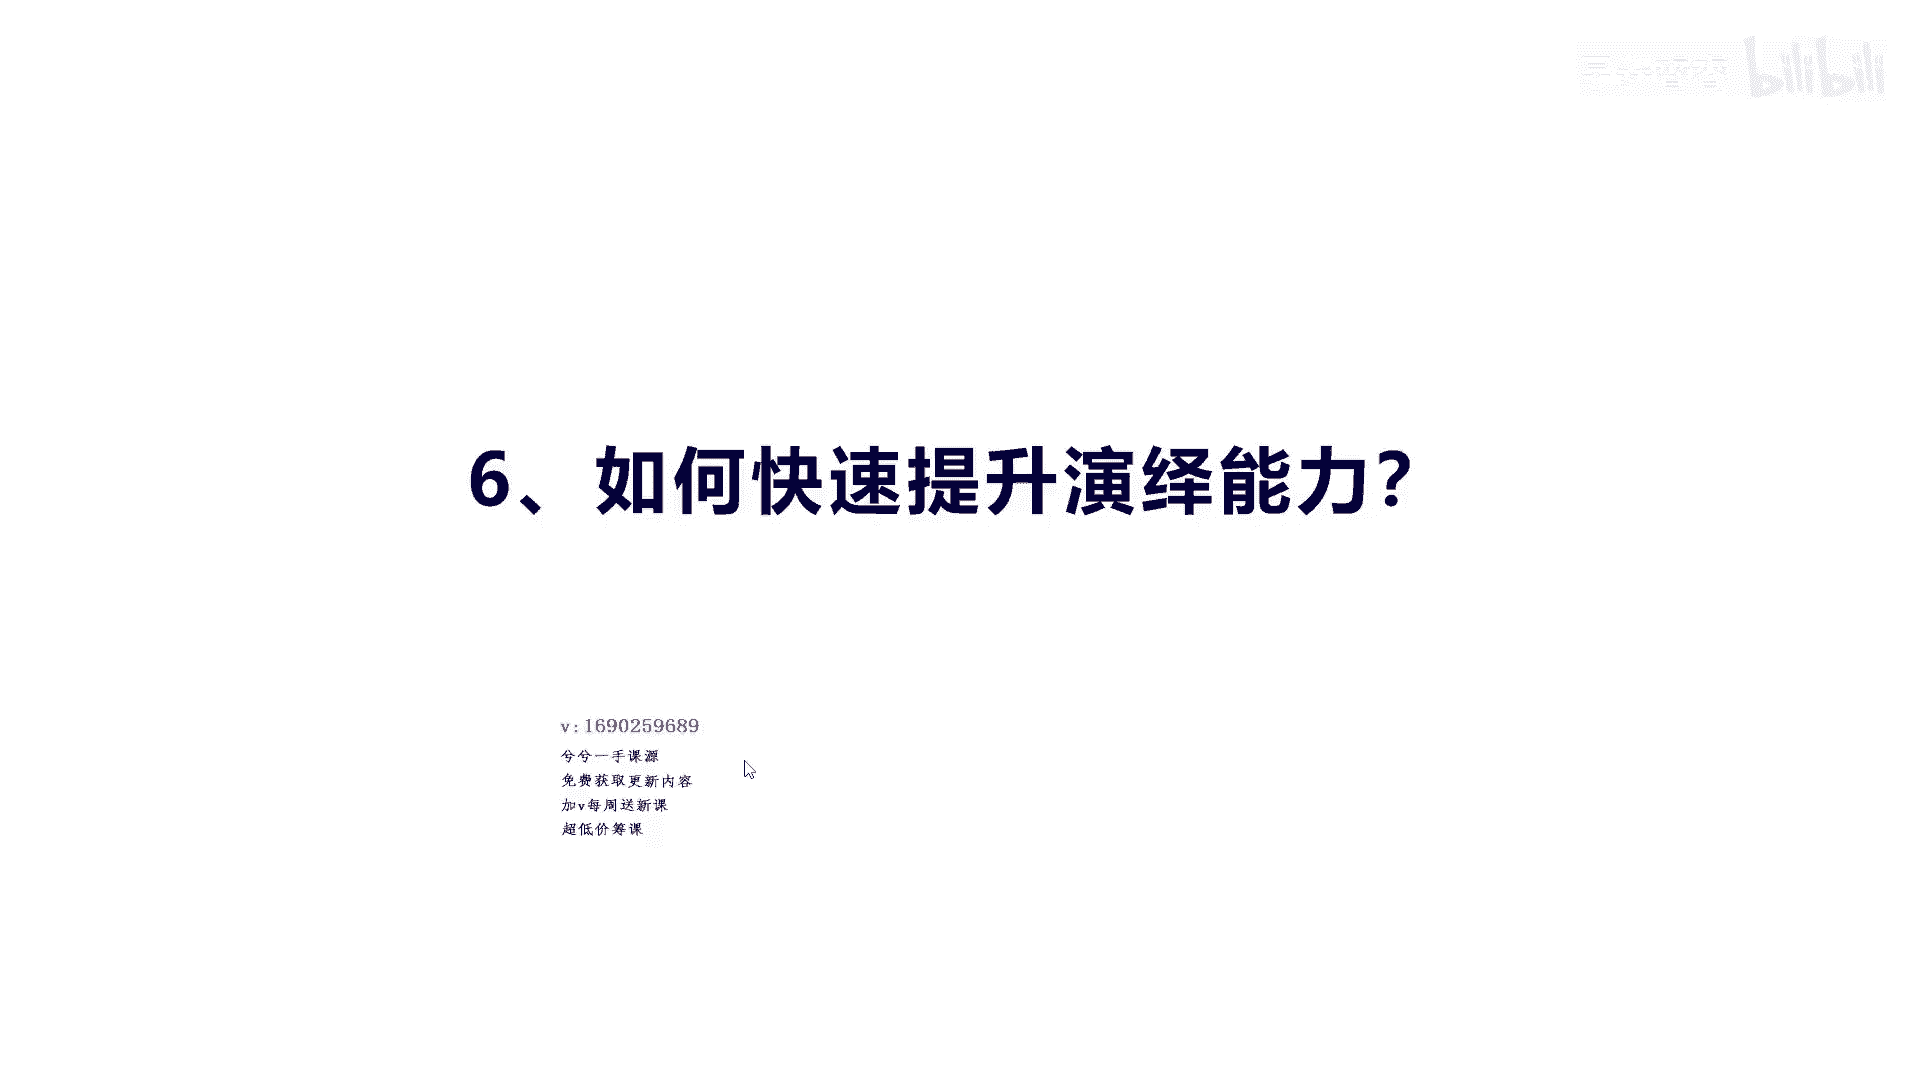 bilibili
6、如何快速提升演绎能力?
v:1690259689
兮兮一手课源
免费获取更新内容
加v每周送新课
超低价筹课